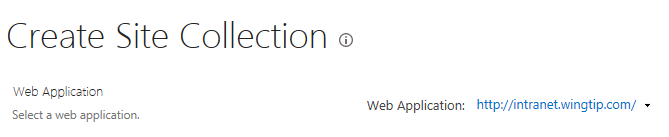 Create Site Collection
Web Application
Select a web application.
Web Application: http://intranet.wingtip.com/